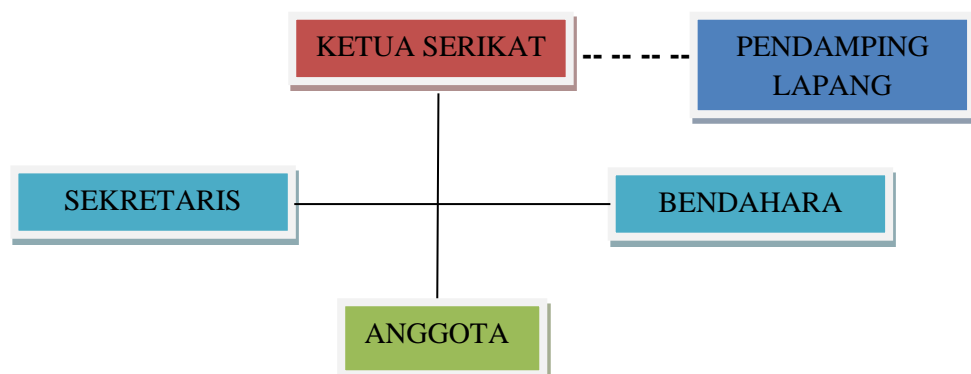 KETUA SERIKAT
PENDAMPING
LAPANG
SEKRETARIS
BENDAHARA
ANGGOTA